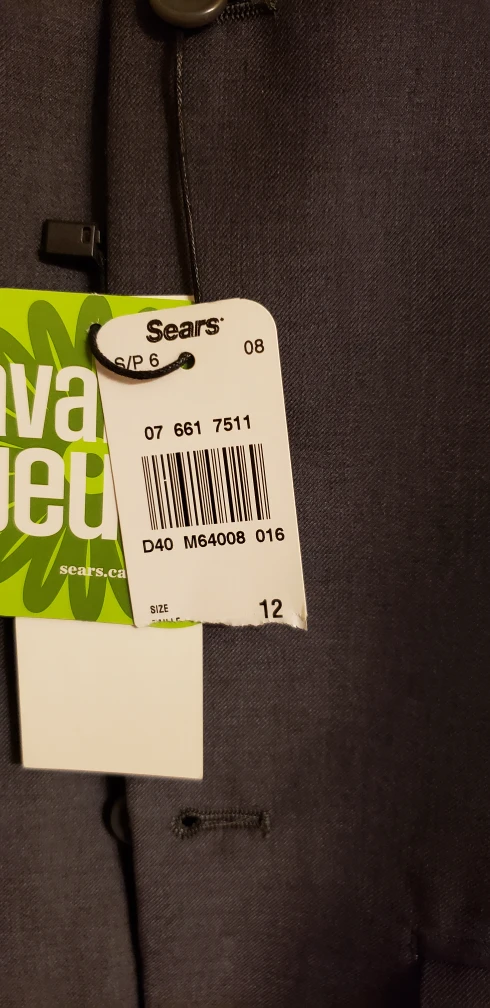 Sears
S/P 6 08
07 661 7511
D40 M64008 016
SIZE 12
sears.ca